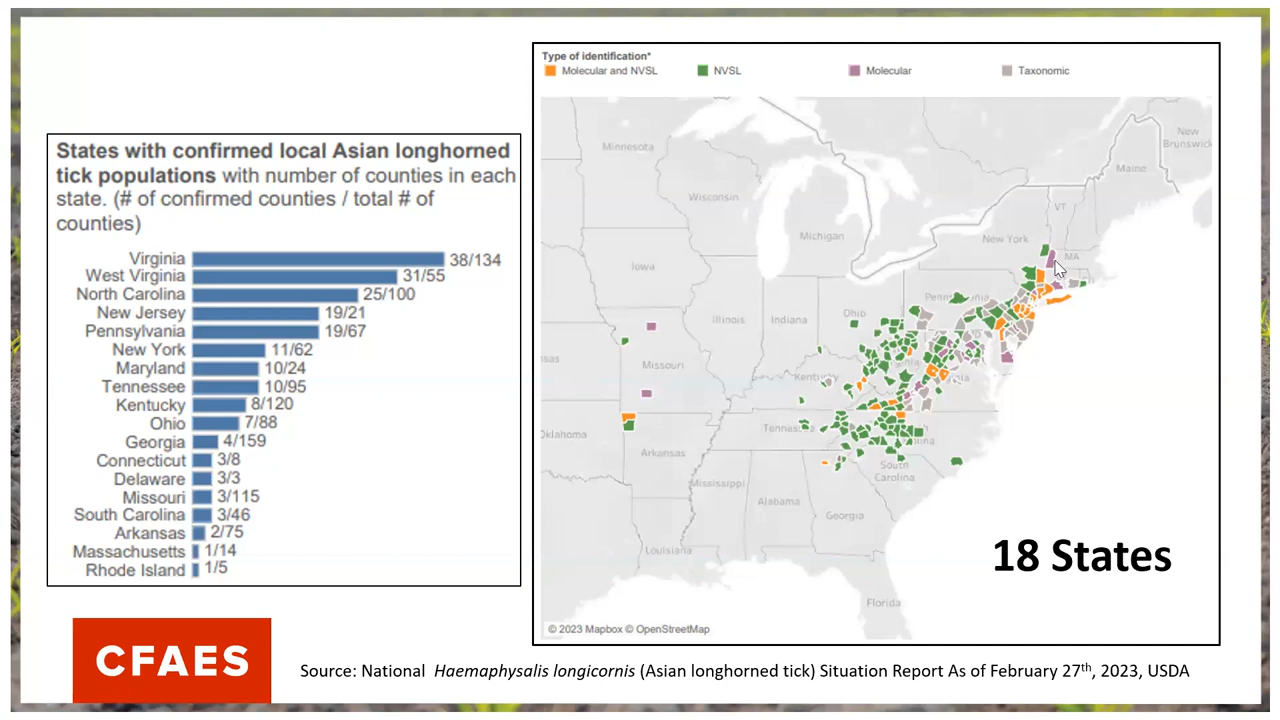 States with confirmed local Asian longhorned
tick populations with number of counties in each
state. (# of confirmed counties / total # of
counties)
Virginia 38/134
West Virginia 31/55
North Carolina 25/100
New Jersey 19/21
Pennsylvania 19/67
New York 11/62
Maryland 10/24
Tennessee 10/95
Kentucky 8/120
Ohio 7/88
Georgia 4/159
Connecticut 3/8
Delaware 3/3
Missouri 3/115
South Carolina 3/46
Arkansas 2/75
Massachusetts 1/14
Rhode Island 1/5
Type of identification*
Molecular and NVSL NVSL Molecular Taxonomic
Minnesota
New
Brunswick
Maine
Wisconsin
VT
Michigan
New York
MA
Iowa
Illinois
Indiana
Ohio
Missouri
Oklahoma
Arkansas
Mississippi
Alabama
Georgia
South
Carolina
Louisiana
Florida
18 States
© 2023 Mapbox © OpenStreetMap
CFAES
Source: National Haemaphysalis longicornis (Asian longhorned tick) Situation Report As of February 27th, 2023, USDA